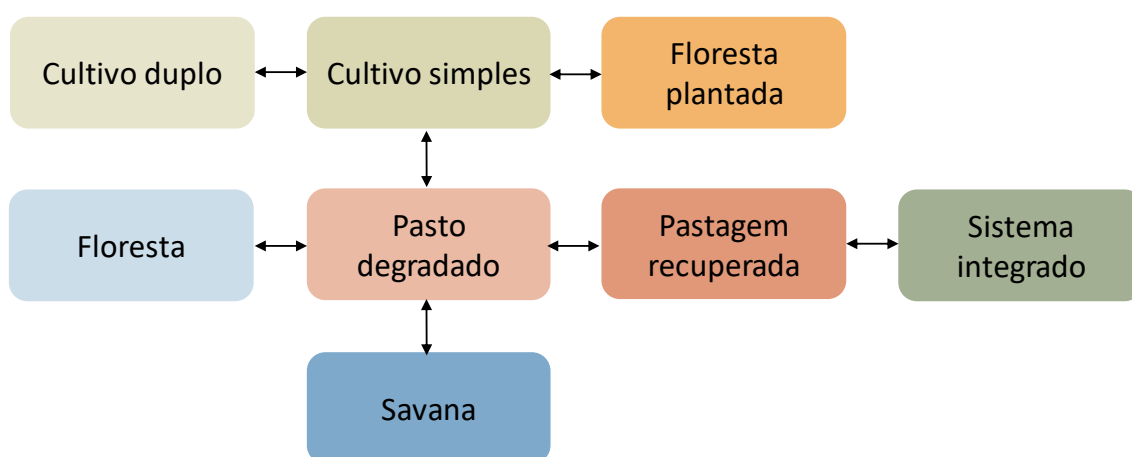 Cultivo duplo
Cultivo simples
Floresta
plantada
Floresta
Pasto
degradado
Pastagem
recuperada
Sistema
integrado
Savana